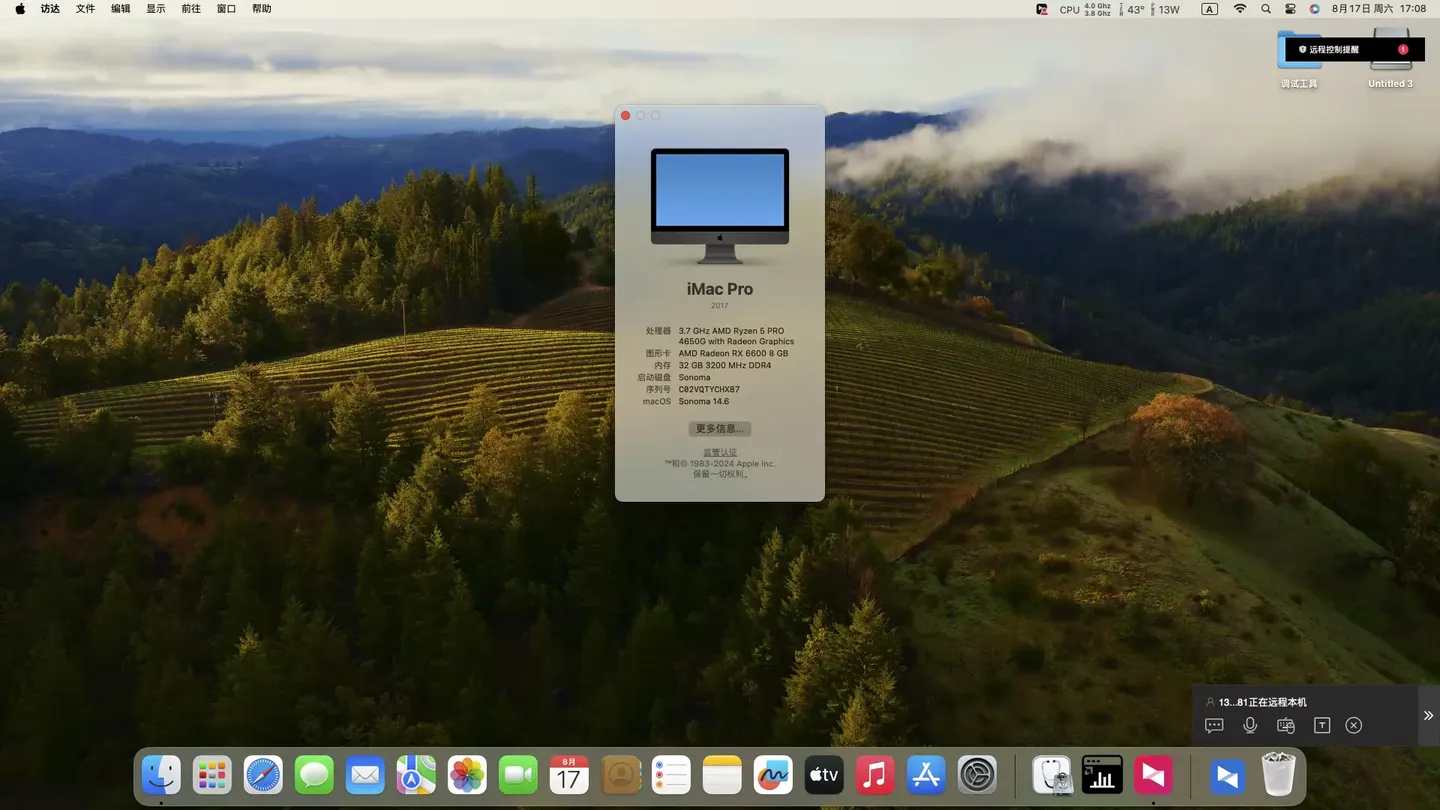 访达 文件 编辑 显示 前往 窗口 帮助
CPU 4.0 GHz 3.8 GHz 43° 13W A 8月17日 周六 17:08
远程控制提醒 1
调试工具
Untitled 3
iMac Pro
2017
处理器 3.7 GHz AMD Ryzen 5 PRO
4650G with Radeon Graphics
图形卡 AMD Radeon RX 6600 8 GB
内存 32 GB 3200 MHz DDR4
启动磁盘 Sonoma
序列号 C02VQTYCHX87
macOS Sonoma 14.6
更多信息...
监管认证
™和© 1983-2024 Apple Inc.
保留一切权利。
13...81正在远程本机
T
8月
17
tv